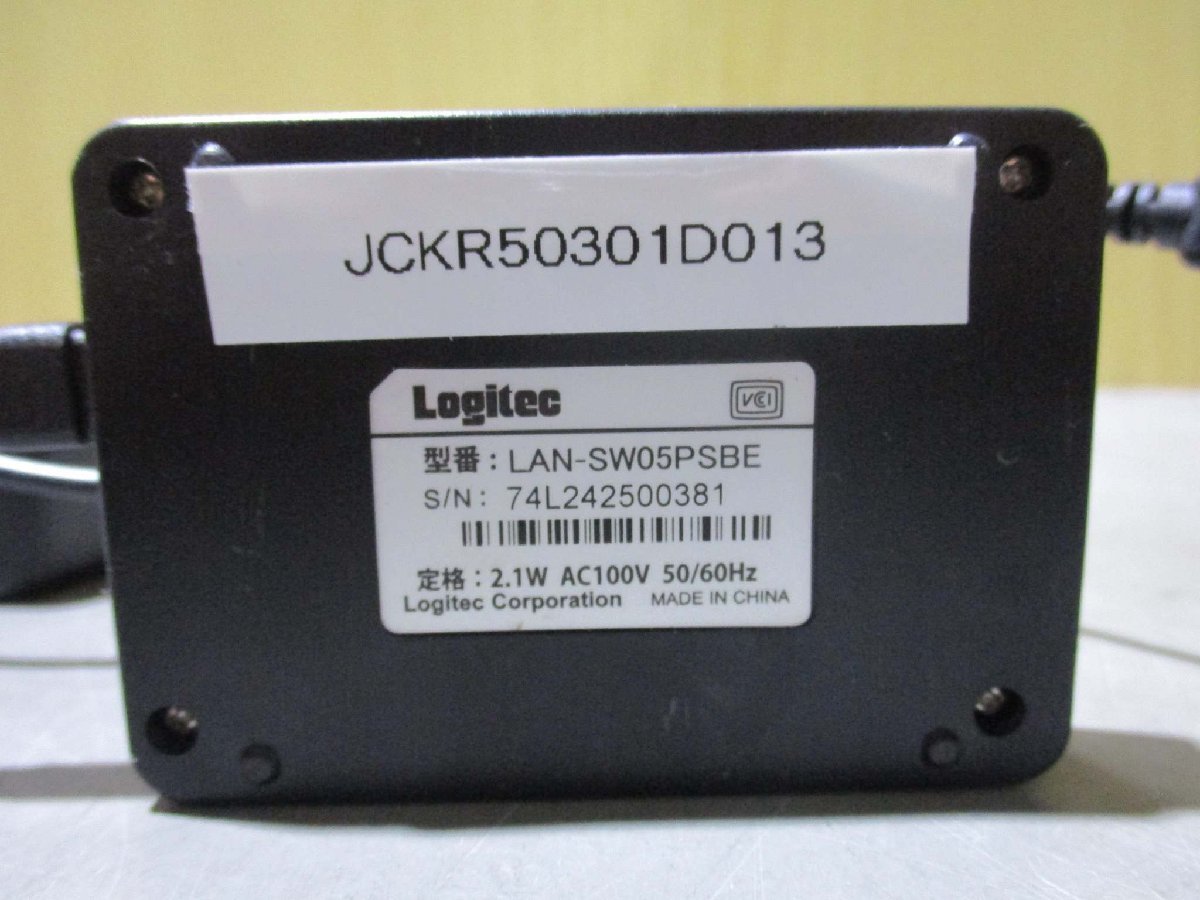 JCKR50301D013
Logitec
VCCI
型番：LAN-SW05PSBE
S/N： 74L242500381
定格：2.1W AC100V 50/60Hz
Logitec Corporation MADE IN CHINA